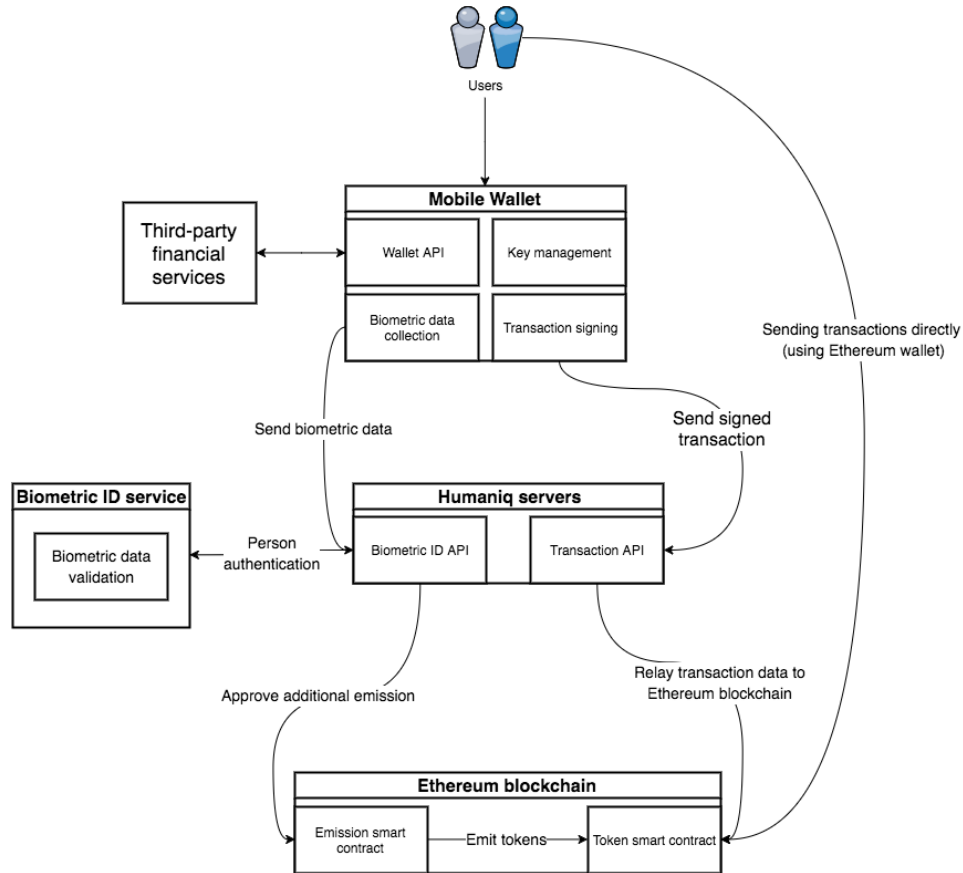 Users
Mobile Wallet
Third-party
financial
services
Wallet API
Key management
Biometric data
collection
Transaction signing
Sending transactions directly
(using Ethereum wallet)
Send biometric data
Send signed
transaction
Biometric ID service
Humaniq servers
Biometric data
validation
Person
authentication
Biometric ID API
Transaction API
Approve additional emission
Relay transaction data to
Ethereum blockchain
Ethereum blockchain
Emission smart
contract
Emit tokens
Token smart contract